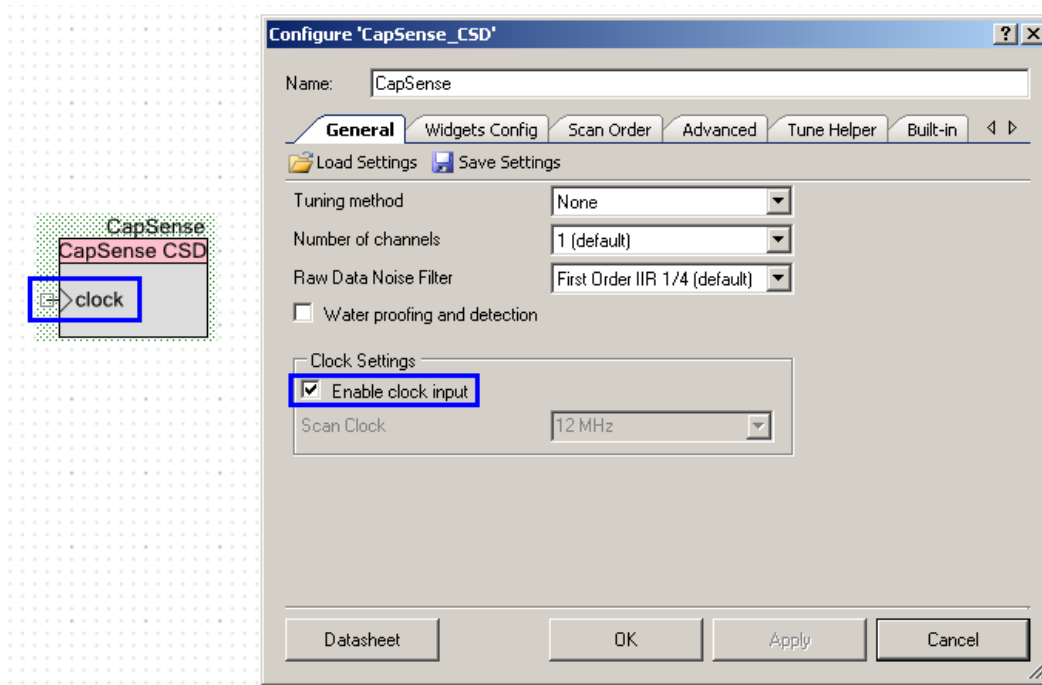 Configure 'CapSense_CSD'
Name: CapSense
General Widgets Config Scan Order Advanced Tune Helper Built-in
Load Settings Save Settings
Tuning method None
Number of channels 1 (default)
Raw Data Noise Filter First Order IIR 1/4 (default)
Water proofing and detection
Clock Settings
Enable clock input
Scan Clock 12 MHz
Datasheet OK Apply Cancel
CapSense
CapSense CSD
clock